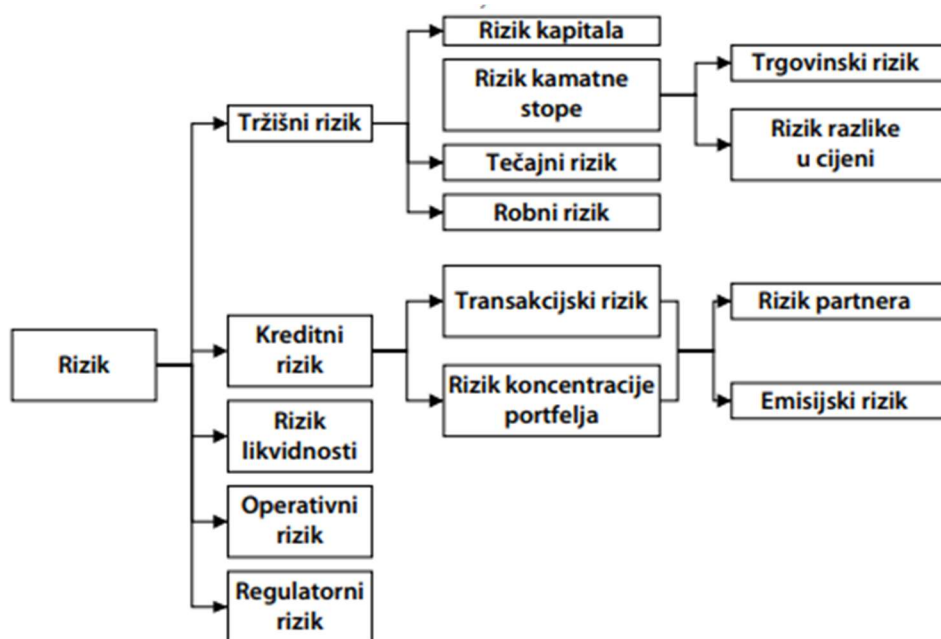 Rizik
Tržišni rizik
Kreditni
rizik
Rizik
likvidnosti
Operativni
rizik
Regulatorni
rizik
Rizik kapitala
Rizik kamatne
stope
Tečajni rizik
Robni rizik
Transakcijski rizik
Rizik koncentracije
portfelja
Trgovinski rizik
Rizik razlike
u cijeni
Rizik partnera
Emisijski rizik